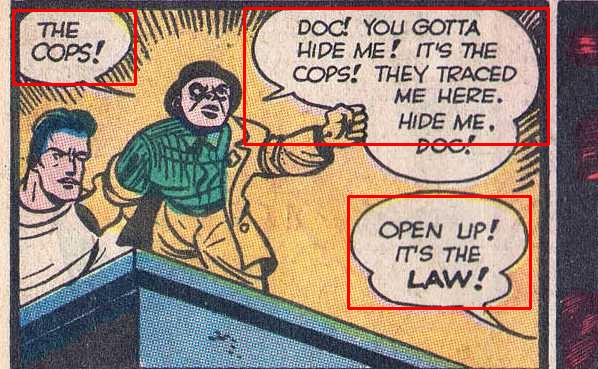 THE
COPS!
DOC! YOU GOTTA
HIDE ME! IT'S THE
COPS! THEY TRACED
ME HERE.
HIDE ME,
DOC!
OPEN UP!
IT'S THE
LAW!